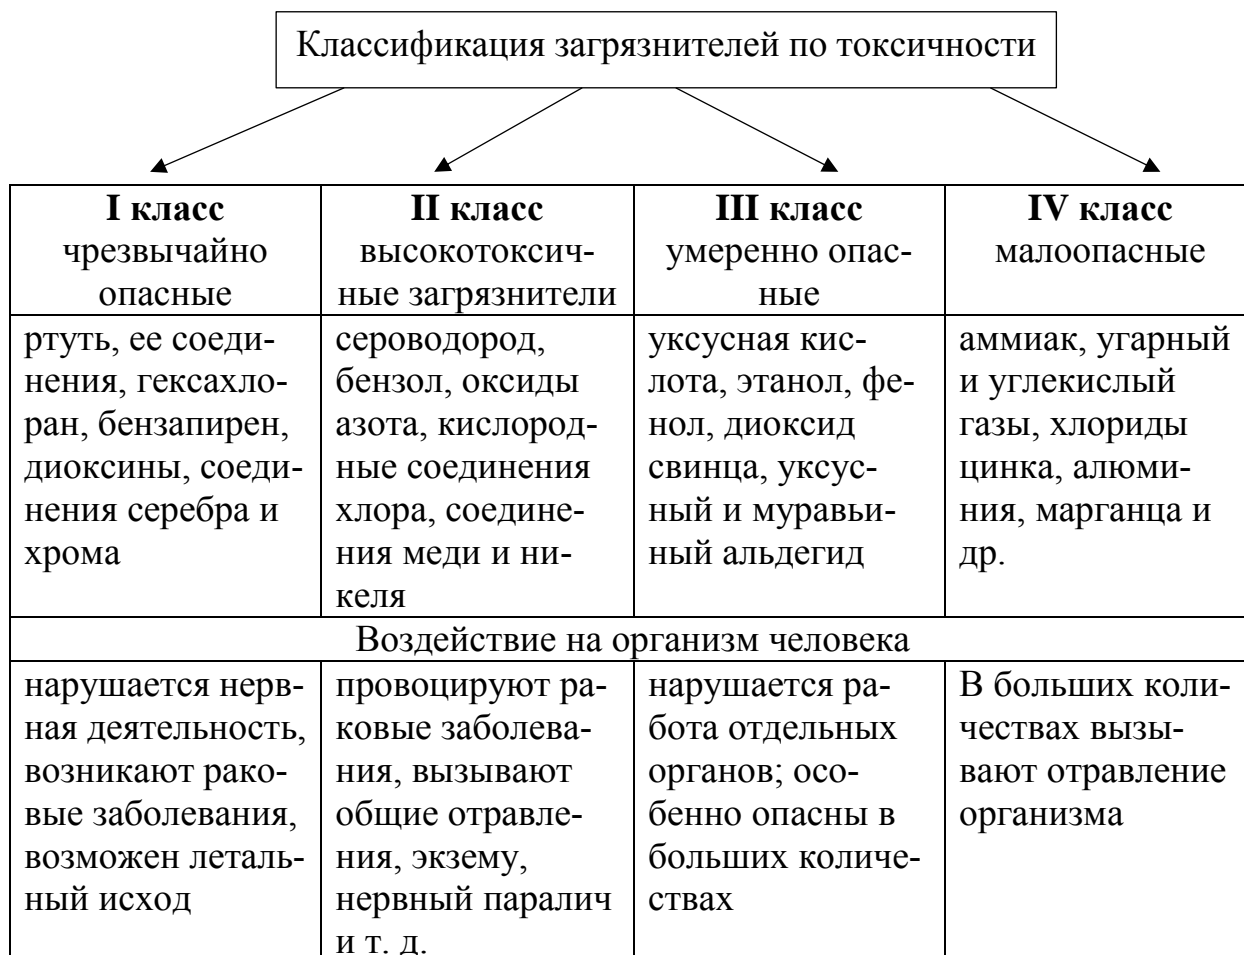 Классификация загрязнителей по токсичности
I класс
чрезвычайно
опасные
II класс
высокотоксич-
ные загрязнители
III класс
умеренно опас-
ные
IV класс
малоопасные
ртуть, ее соеди-
нения, гексахло-
ран, бензапирен,
диоксины, соеди-
нения серебра и
хрома
сероводород,
бензол, оксиды
азота, кислород-
ные соединения
хлора, соедине-
ния меди и ни-
келя
уксусная кис-
лота, этанол, фе-
нол, диоксид
свинца, уксус-
ный и муравьи-
ный альдегид
аммиак, угарный
и углекислый
газы, хлориды
цинка, алюми-
ния, марганца и
др.
Воздействие на организм человека
нарушается нерв-
ная деятельность,
возникают рако-
вые заболевания,
возможен леталь-
ный исход
провоцируют ра-
ковые заболева-
ния, вызывают
общие отравле-
ния, экзему,
нервный паралич
и т. д.
нарушается ра-
бота отдельных
органов; осо-
бенно опасны в
больших количе-
ствах
В больших коли-
чествах вызы-
вают отравление
организма